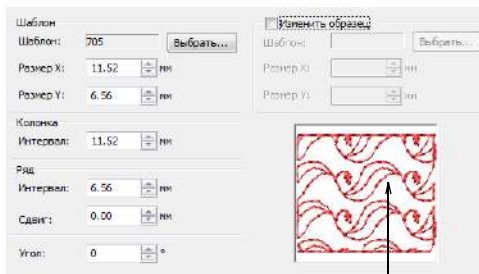 Шаблон
Шаблон: 705 Выбрать...
Размер X: 11.52 мм
Размер Y: 6.56 мм
Колонка
Интервал: 11.52 мм
Ряд
Интервал: 6.56 мм
Сдвиг: 0.00 мм
Угол: 0 °
Изменить образец
Шаблон: Выбрать...
Размер X: мм
Размер Y: мм